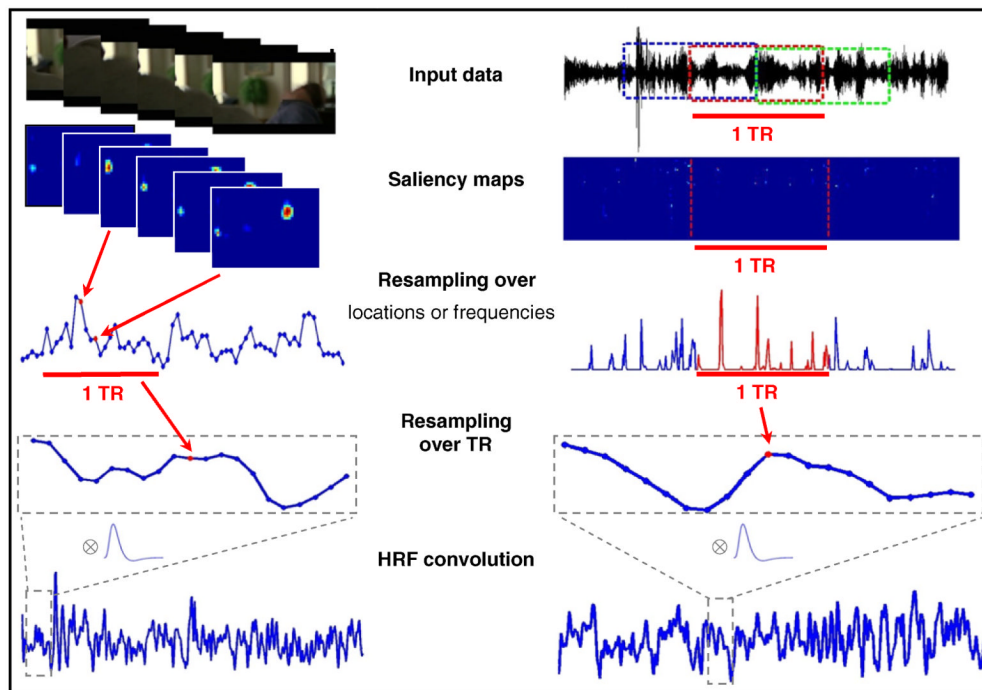 Input data
1 TR
Saliency maps
1 TR
Resampling over
locations or frequencies
1 TR
1 TR
Resampling
over TR
HRF convolution